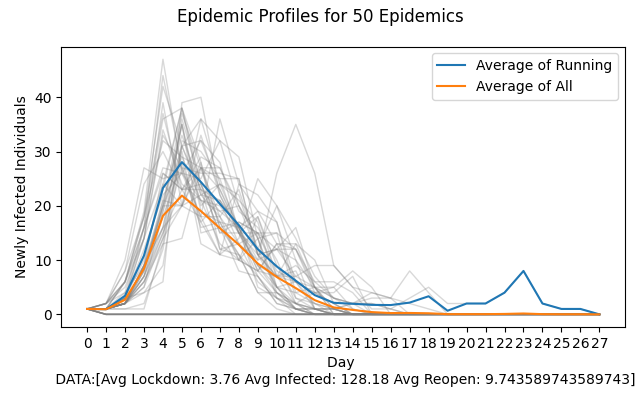 Epidemic Profiles for 50 Epidemics
Average of Running
Average of All
Newly Infected Individuals
40
30
20
10
0
0 1 2 3 4 5 6 7 8 9 10 11 12 13 14 15 16 17 18 19 20 21 22 23 24 25 26 27
Day
DATA:[Avg Lockdown: 3.76 Avg Infected: 128.18 Avg Reopen: 9.743589743589743]